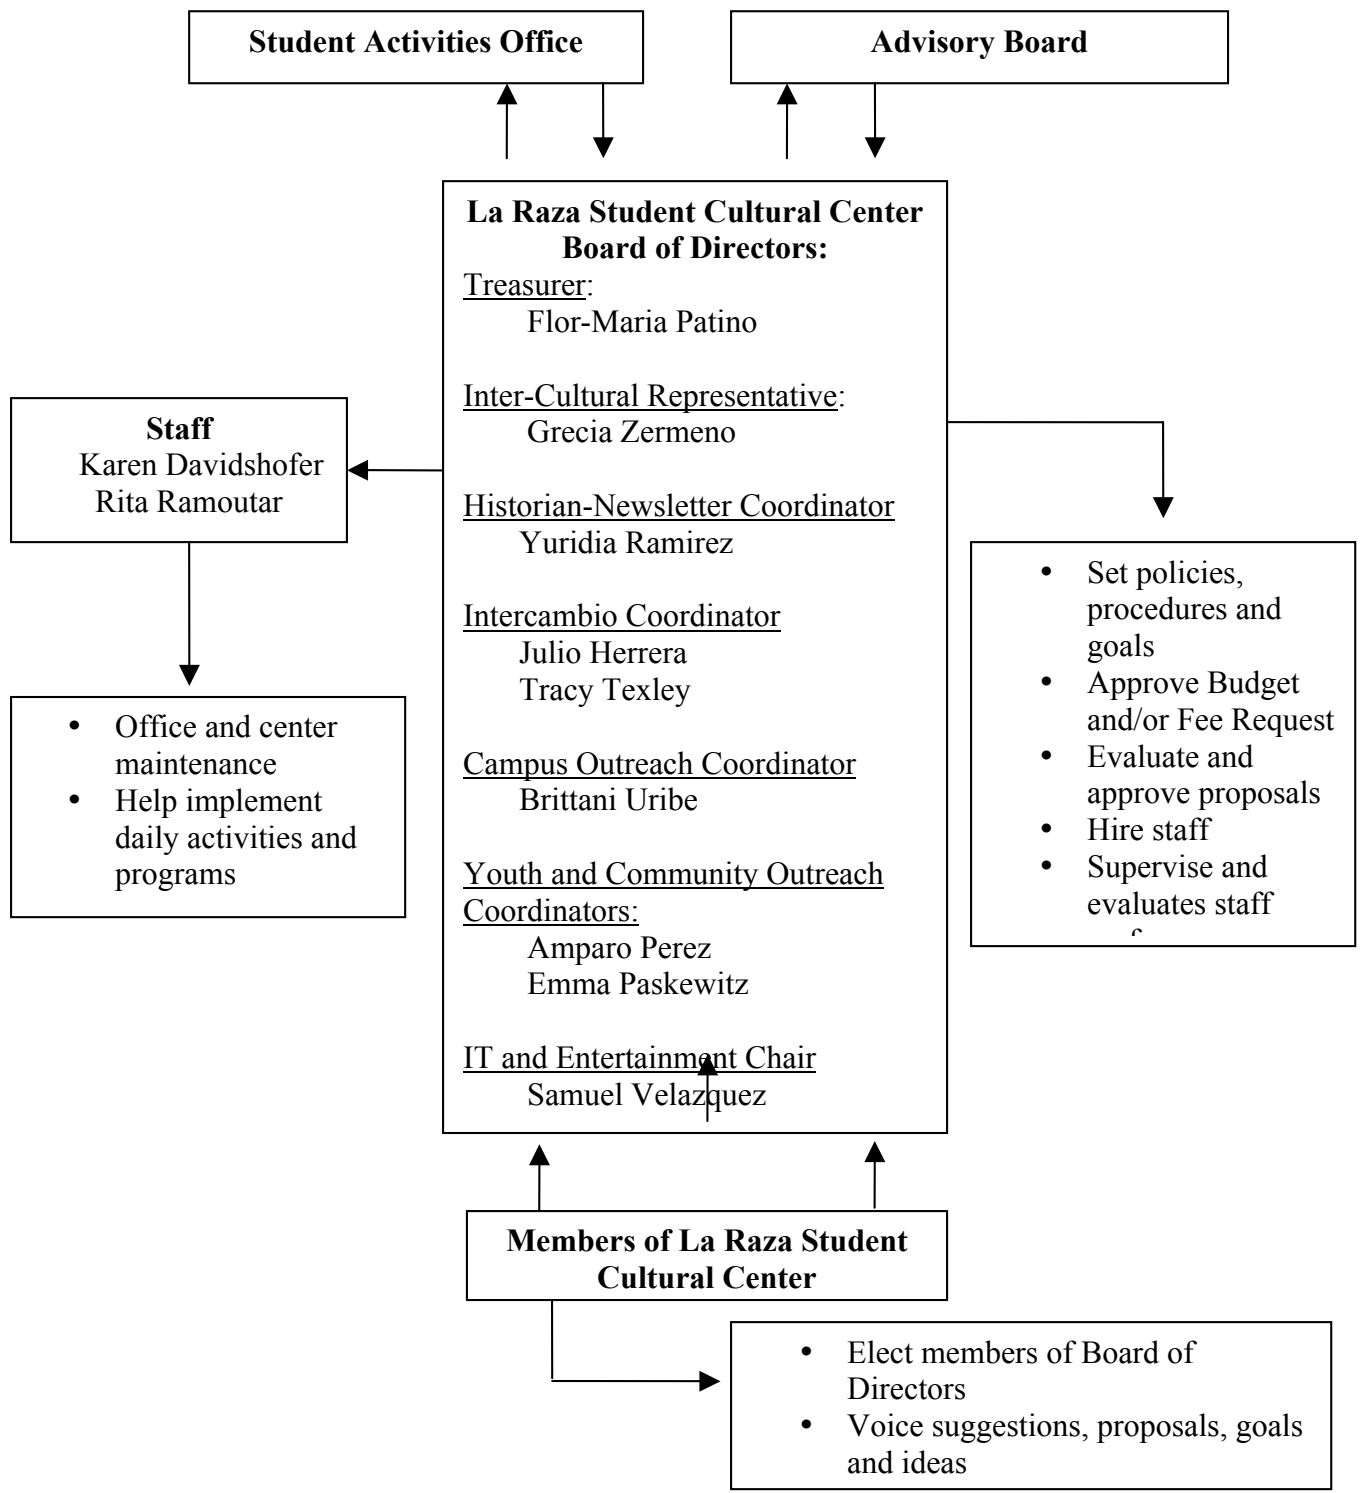 Student Activities Office
Advisory Board
La Raza Student Cultural Center
Board of Directors:
Treasurer:
Flor-Maria Patino
Inter-Cultural Representative:
Grecia Zermeno
Historian-Newsletter Coordinator
Yuridia Ramirez
Intercambio Coordinator
Julio Herrera
Tracy Texley
Campus Outreach Coordinator
Brittani Uribe
Youth and Community Outreach
Coordinators:
Amparo Perez
Emma Paskewitz
IT and Entertainment Chair
Samuel Velazquez
Staff
Karen Davidshofer
Rita Ramoutar
• Office and center
maintenance
• Help implement
daily activities and
programs
• Set policies,
procedures and
goals
• Approve Budget
and/or Fee Request
• Evaluate and
approve proposals
• Hire staff
• Supervise and
evaluates staff
Members of La Raza Student
Cultural Center
• Elect members of Board of
Directors
• Voice suggestions, proposals, goals
and ideas